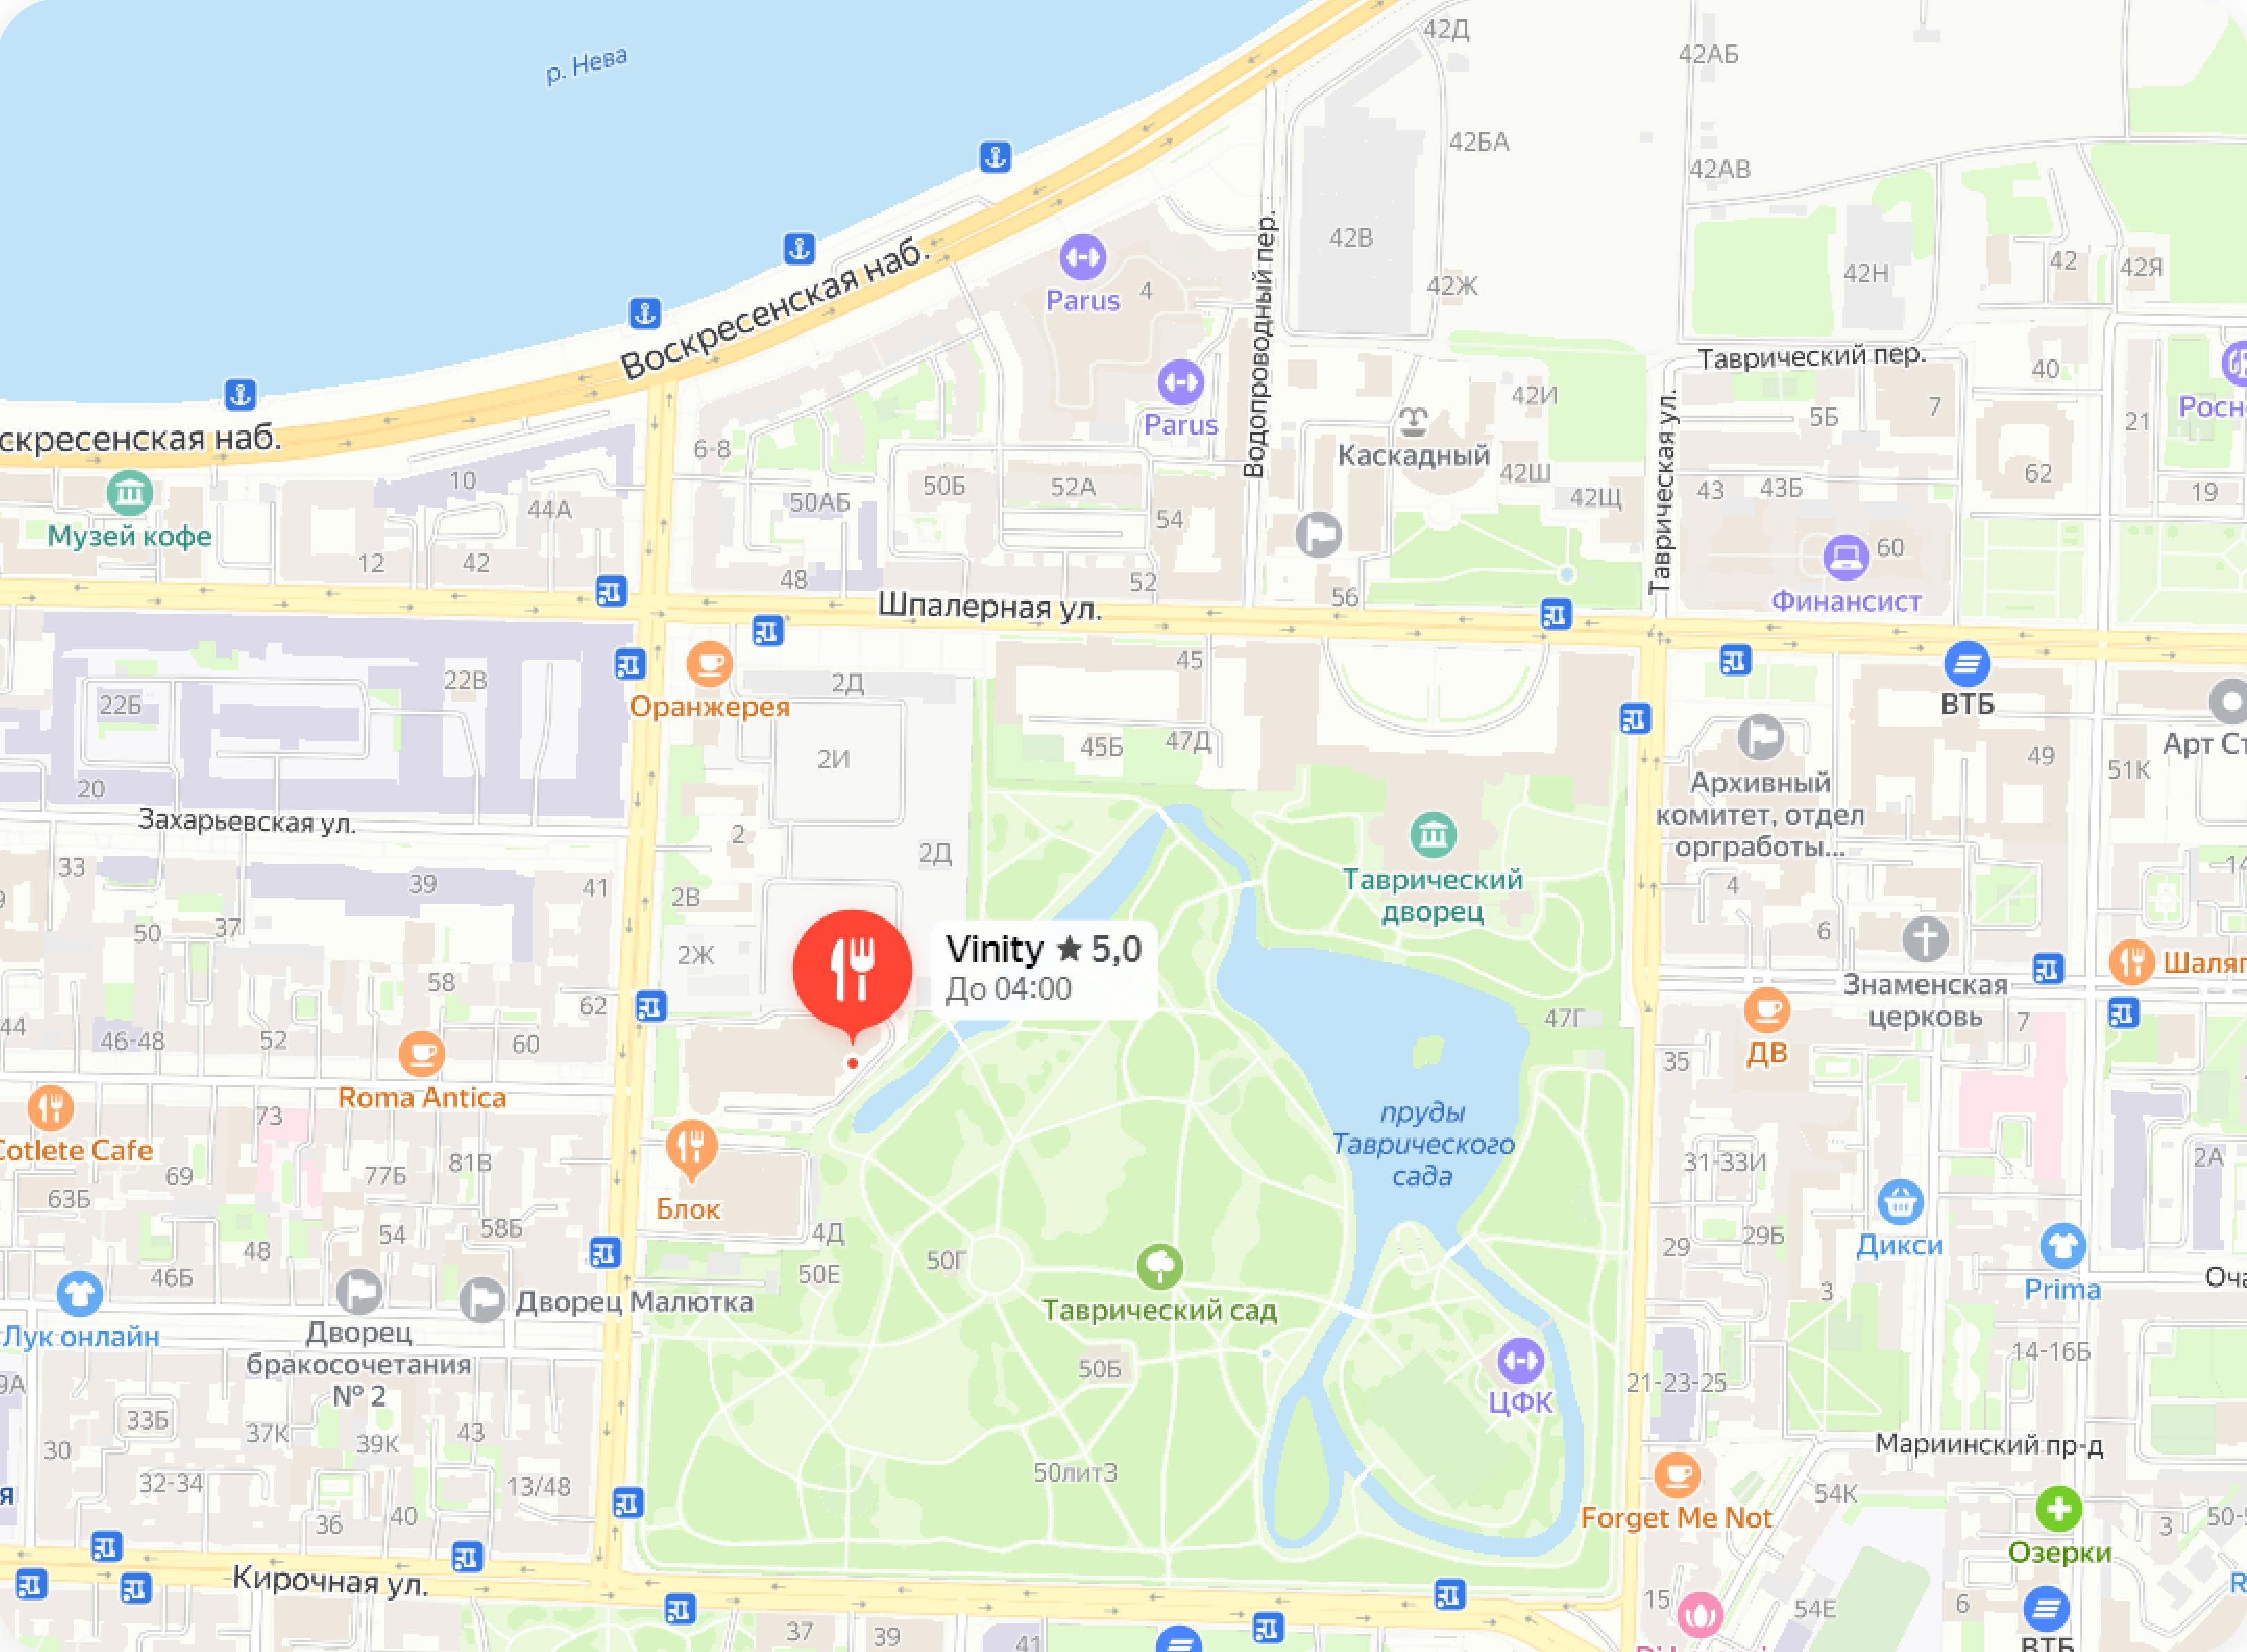 42Д
р. Нева
42АБ
42БА
42АВ
42В
Воскресенская наб.
Водопроводный пер.
42
42Я
42Н
42Ж
Parus
4
Таврический пер.
40
Parus
42И
5Б
7
21
Таврическая ул.
6-8
Каскадный
42Ш
42Щ
43
43Б
62
19
10
44А
50АБ
50Б
52А
54
Музей кофе
12
42
48
52
56
60
Финансист
Шпалерная ул.
22Б
22В
Оранжерея
2Д
45
ВТБ
2И
45Б
47Д
49
51К
20
Архивный
комитет, отдел
оргработы...
Захарьевская ул.
2
2Д
33
39
41
2В
Таврический
дворец
4
6
50
37
2Ж
Vinity ★ 5,0
До 04:00
58
62
Знаменская
церковь
7
47Г
44
46-48
52
60
ДВ
35
Roma Antica
73
пруды
Таврического
сада
Cotlete Cafe
69
77Б
81В
31-33И
2А
63Б
Блок
54
58Б
4Д
48
46Б
50Г
50Е
29
29Б
Дикси
Prima
3
Дворец Малютка
Таврический сад
Лук онлайн
Дворец
бракосочетания
№ 2
50Б
14-16Б
21-23-25
ЦФК
33Б
37К
39К
43
30
32-34
13/48
50литЗ
Мариинский пр-д
54К
36
40
Forget Me Not
3
Озерки
Кирочная ул.
15
54Е
6
37
39
41
ВТБ